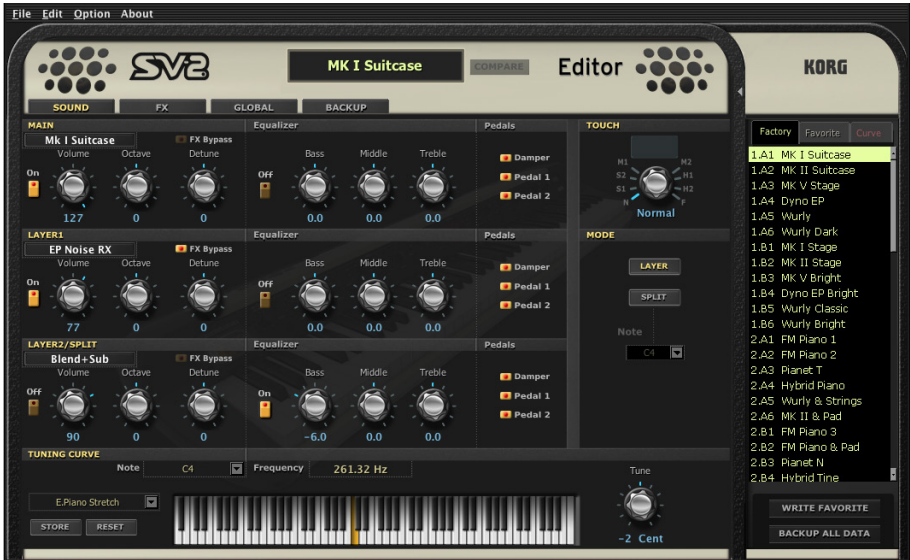 File Edit Option About
SV2
MK I Suitcase
COMPARE
Editor
KORG
SOUND FX GLOBAL BACKUP
MAIN
Mk I Suitcase
FX Bypass
Volume Octave Detune
On
127 0 0
Equalizer
Bass Middle Treble
Off
0.0 0.0 0.0
Pedals
Damper
Pedal 1
Pedal 2
TOUCH
M1 M2
S2 H1
S1 H2
N F
Normal
LAYER1
EP Noise RX
FX Bypass
Volume Octave Detune
On
77 0 0
Equalizer
Bass Middle Treble
Off
0.0 0.0 0.0
Pedals
Damper
Pedal 1
Pedal 2
MODE
LAYER
SPLIT
Note
C4
LAYER2/SPLIT
Blend+Sub
FX Bypass
Volume Octave Detune
Off
90 0 0
Equalizer
Bass Middle Treble
On
-6.0 0.0 0.0
Pedals
Damper
Pedal 1
Pedal 2
TUNING CURVE
Note C4 Frequency 261.32 Hz
E.Piano Stretch
STORE RESET
Tune
-2 Cent
Factory Favorite Curve
1.A1 MK I Suitcase
1.A2 MK II Suitcase
1.A3 MK V Stage
1.A4 Dyno EP
1.A5 Wurly
1.A6 Wurly Dark
1.B1 MK I Stage
1.B2 MK II Stage
1.B3 MK V Bright
1.B4 Dyno EP Bright
1.B5 Wurly Classic
1.B6 Wurly Bright
2.A1 FM Piano 1
2.A2 FM Piano 2
2.A3 Pianet T
2.A4 Hybrid Piano
2.A5 Wurly & Strings
2.A6 MK II & Pad
2.B1 FM Piano 3
2.B2 FM Piano & Pad
2.B3 Pianet N
2.B4 Hybrid Tine
WRITE FAVORITE
BACKUP ALL DATA